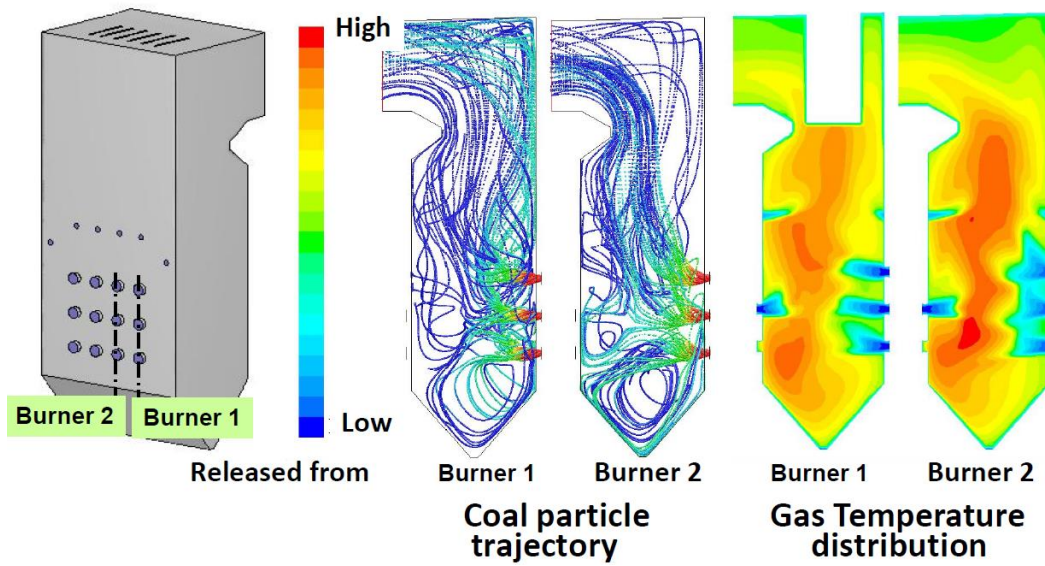 High
Low
Burner 2
Burner 1
Released from
Burner 1
Burner 2
Burner 1
Burner 2
Coal particle
trajectory
Gas Temperature
distribution